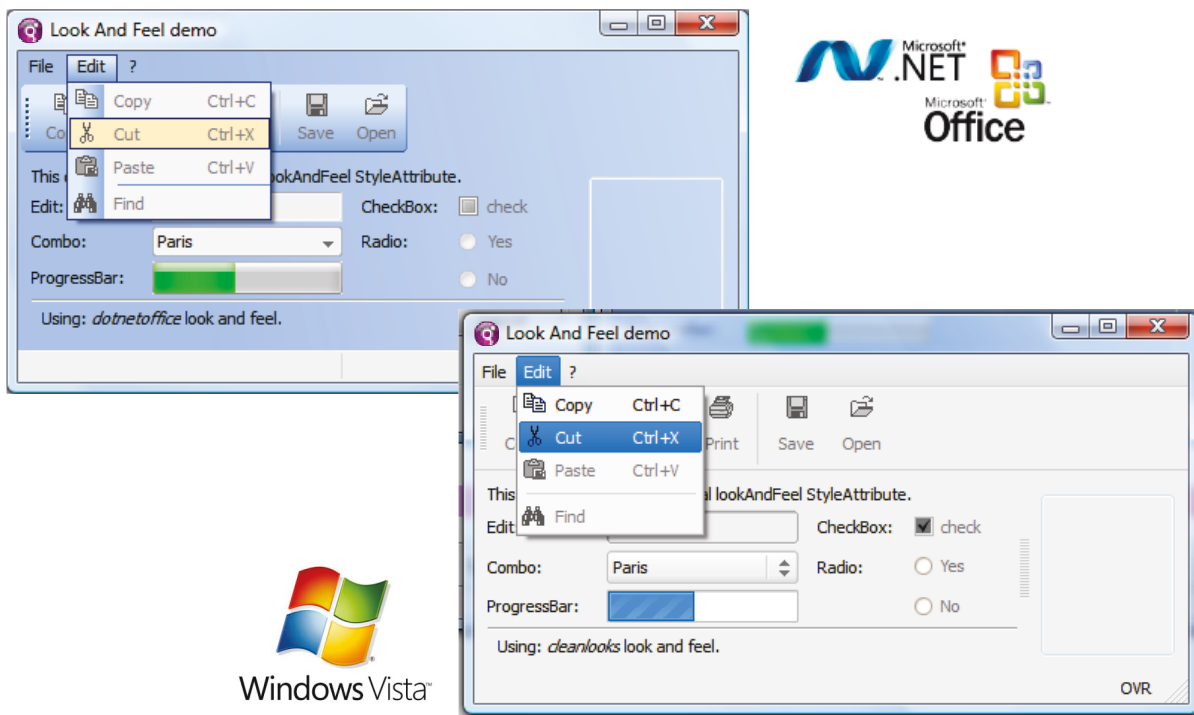 Look And Feel demo
File Edit ?
Copy Ctrl+C
Co Cut Ctrl+X Save Open
Paste Ctrl+V
This ookAndFeel StyleAttribute.
Edit: Find CheckBox: check
Combo: Paris Radio: Yes
ProgressBar: No
Using: dotnetoffice look and feel.
Microsoft®
.NET
Microsoft®
Office
Look And Feel demo
File Edit ?
Copy Ctrl+C
C Cut Ctrl+X Print Save Open
Paste Ctrl+V
This al lookAndFeel StyleAttribute.
Edit Find CheckBox: check
Combo: Paris Radio: Yes
ProgressBar: No
Using: cleanlooks look and feel.
OVR
Windows Vista™